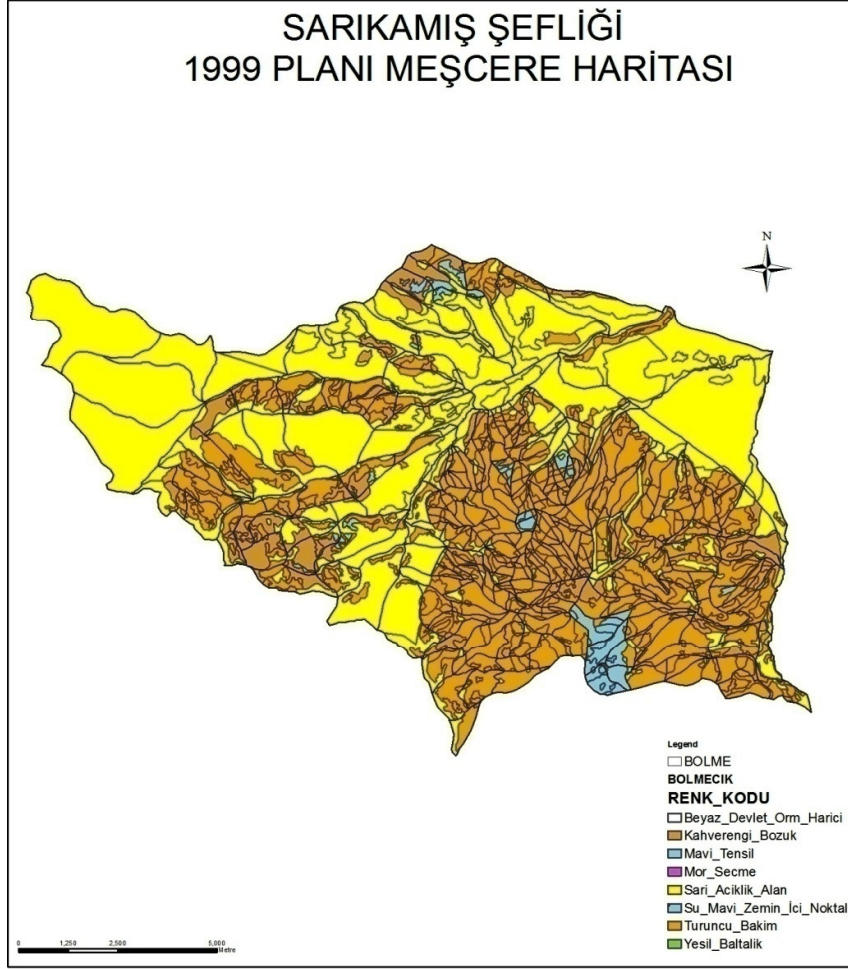 SARIKAMIŞ ŞEFLİĞİ
1999 PLANI MEŞCERE HARİTASI
N
Legend
BOLME
BOLMECIK
RENK_KODU
Beyaz_Devlet_Orm_Harici
Kahverengi_Bozuk
Mavi_Tensil
Mor_Secme
Sari_Aciklik_Alan
Su_Mavi_Zemin_İci_Noktal
Turuncu_Bakim
Yesil_Baltalik
0 1,250 2,500 5,000
Metre